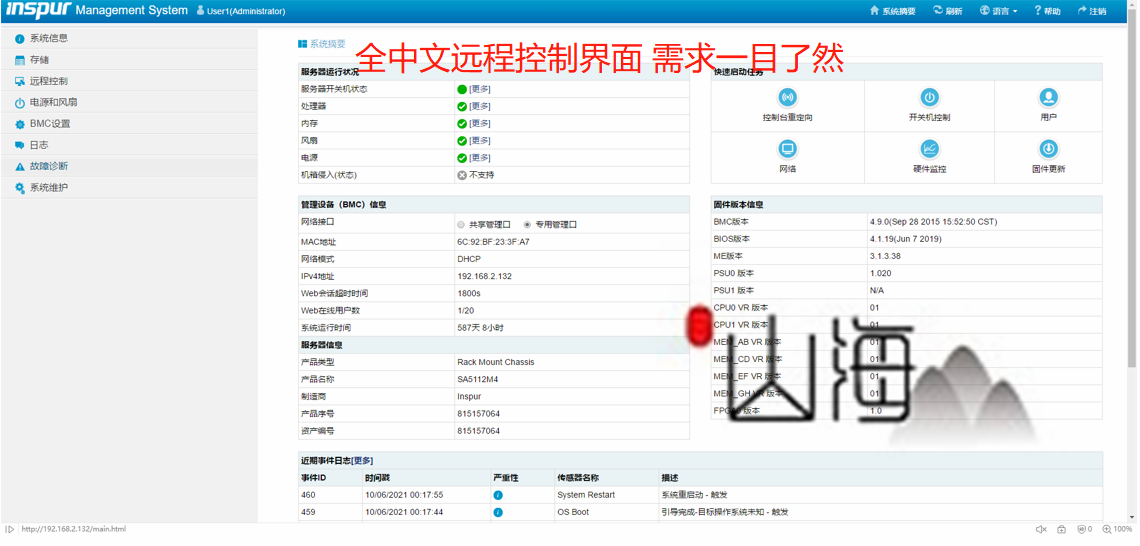 inspur Management System User1(Administrator) 系统摘要 刷新 语言 帮助 注销
系统信息
存储
远程控制
电源和风扇
BMC设置
日志
故障诊断
系统维护
系统摘要
全中文远程控制界面 需求一目了然
服务器运行状况
服务器开关机状态 [更多]
处理器 [更多]
内存 [更多]
风扇 [更多]
电源 [更多]
机箱侵入(状态) 不支持
快速启动任务
控制台重定向 开关机控制 用户
网络 硬件监控 固件更新
管理设备（BMC）信息
网络接口 共享管理口 专用管理口
MAC地址 6C:92:BF:23:3F:A7
网络模式 DHCP
IPv4地址 192.168.2.132
Web会话超时时间 1800s
Web在线用户数 1/20
系统运行时间 587天 8小时
服务器信息
产品类型 Rack Mount Chassis
产品名称 SA5112M4
制造商 Inspur
产品序号 815157064
资产编号 815157064
固件版本信息
BMC版本 4.9.0(Sep 28 2015 15:52:50 CST)
BIOS版本 4.1.19(Jun 7 2019)
ME版本 3.1.3.38
PSU0 版本 1.020
PSU1 版本 N/A
CPU0 VR 版本 01
CPU1 VR 版本 01
MEM_AB VR 版本 01
MEM_CD VR 版本 01
MEM_EF VR 版本 01
MEM_GH VR 版本 01
FPGA0 版本 1.0
山海
近期事件日志[更多]
事件ID 时间戳 严重性 传感器名称 描述
460 10/06/2021 00:17:55 System Restart 系统重启动 - 触发
459 10/06/2021 00:17:44 OS Boot 引导完成-目标操作系统未知 - 触发
http://192.168.2.132/main.html 0 100%